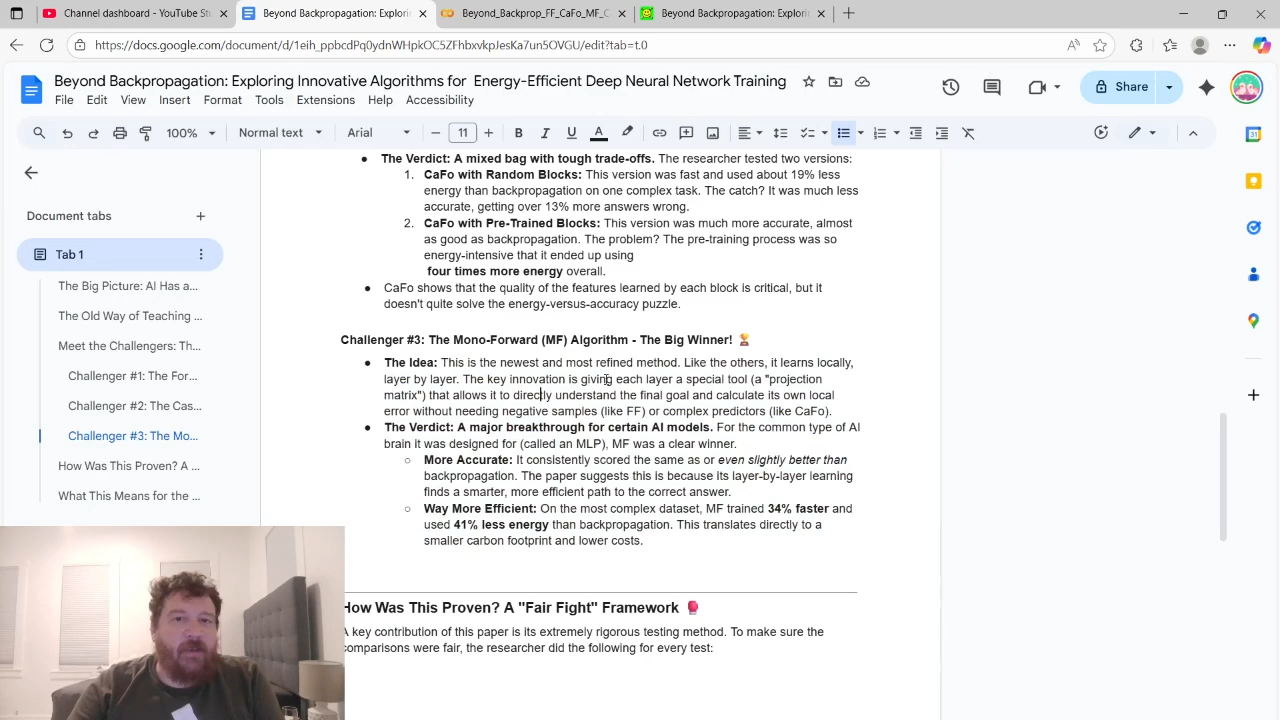 Channel dashboard - YouTube St
Beyond Backpropagation: Explori
Beyond_Backprop_FF_CaFo_MF_C
Beyond Backpropagation: Explori
https://docs.google.com/document/d/1eih_ppbcdPq0ydnWHpkOC5ZFhbxvkpJesKa7un5OVGU/edit?tab=t.0
Beyond Backpropagation: Exploring Innovative Algorithms for Energy-Efficient Deep Neural Network Training
File Edit View Insert Format Tools Extensions Help Accessibility
Share
100% Normal text Arial 11
Document tabs
Tab 1
The Big Picture: AI Has a...
The Old Way of Teaching ...
Meet the Challengers: Th...
Challenger #1: The For...
Challenger #2: The Cas...
Challenger #3: The Mo...
How Was This Proven? A ...
What This Means for the ...
● The Verdict: A mixed bag with tough trade-offs. The researcher tested two versions:
1. CaFo with Random Blocks: This version was fast and used about 19% less
energy than backpropagation on one complex task. The catch? It was much less
accurate, getting over 13% more answers wrong.
2. CaFo with Pre-Trained Blocks: This version was much more accurate, almost
as good as backpropagation. The problem? The pre-training process was so
energy-intensive that it ended up using
four times more energy overall.
● CaFo shows that the quality of the features learned by each block is critical, but it
doesn't quite solve the energy-versus-accuracy puzzle.
Challenger #3: The Mono-Forward (MF) Algorithm - The Big Winner! 🏆
● The Idea: This is the newest and most refined method. Like the others, it learns locally,
layer by layer. The key innovation is giving each layer a special tool (a "projection
matrix") that allows it to direcly understand the final goal and calculate its own local
error without needing negative samples (like FF) or complex predictors (like CaFo).
● The Verdict: A major breakthrough for certain AI models. For the common type of AI
brain it was designed for (called an MLP), MF was a clear winner.
○ More Accurate: It consistently scored the same as or even slightly better than
backpropagation. The paper suggests this is because its layer-by-layer learning
finds a smarter, more efficient path to the correct answer.
○ Way More Efficient: On the most complex dataset, MF trained 34% faster and
used 41% less energy than backpropagation. This translates directly to a
smaller carbon footprint and lower costs.
How Was This Proven? A "Fair Fight" Framework 🥊
A key contribution of this paper is its extremely rigorous testing method. To make sure the
comparisons were fair, the researcher did the following for every test: